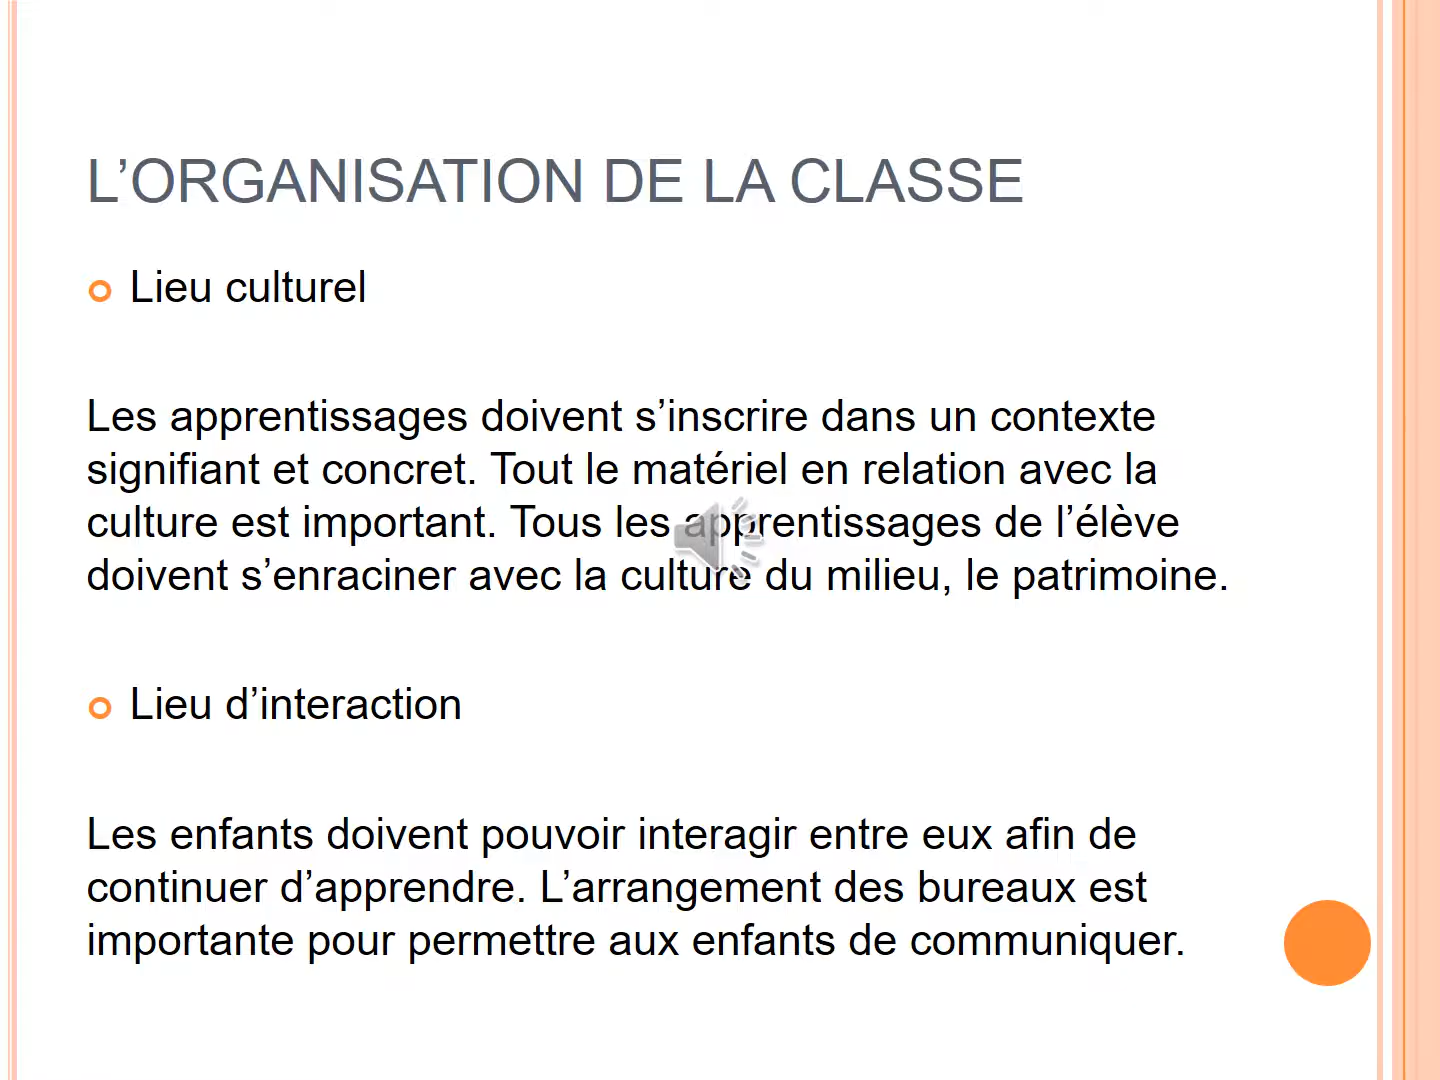 L’ORGANISATION DE LA CLASSE
Lieu culturel
Les apprentissages doivent s’inscrire dans un contexte
signifiant et concret. Tout le matériel en relation avec la
culture est important. Tous les apprentissages de l’élève
doivent s’enraciner avec la culture du milieu, le patrimoine.
Lieu d’interaction
Les enfants doivent pouvoir interagir entre eux afin de
continuer d’apprendre. L’arrangement des bureaux est
importante pour permettre aux enfants de communiquer.